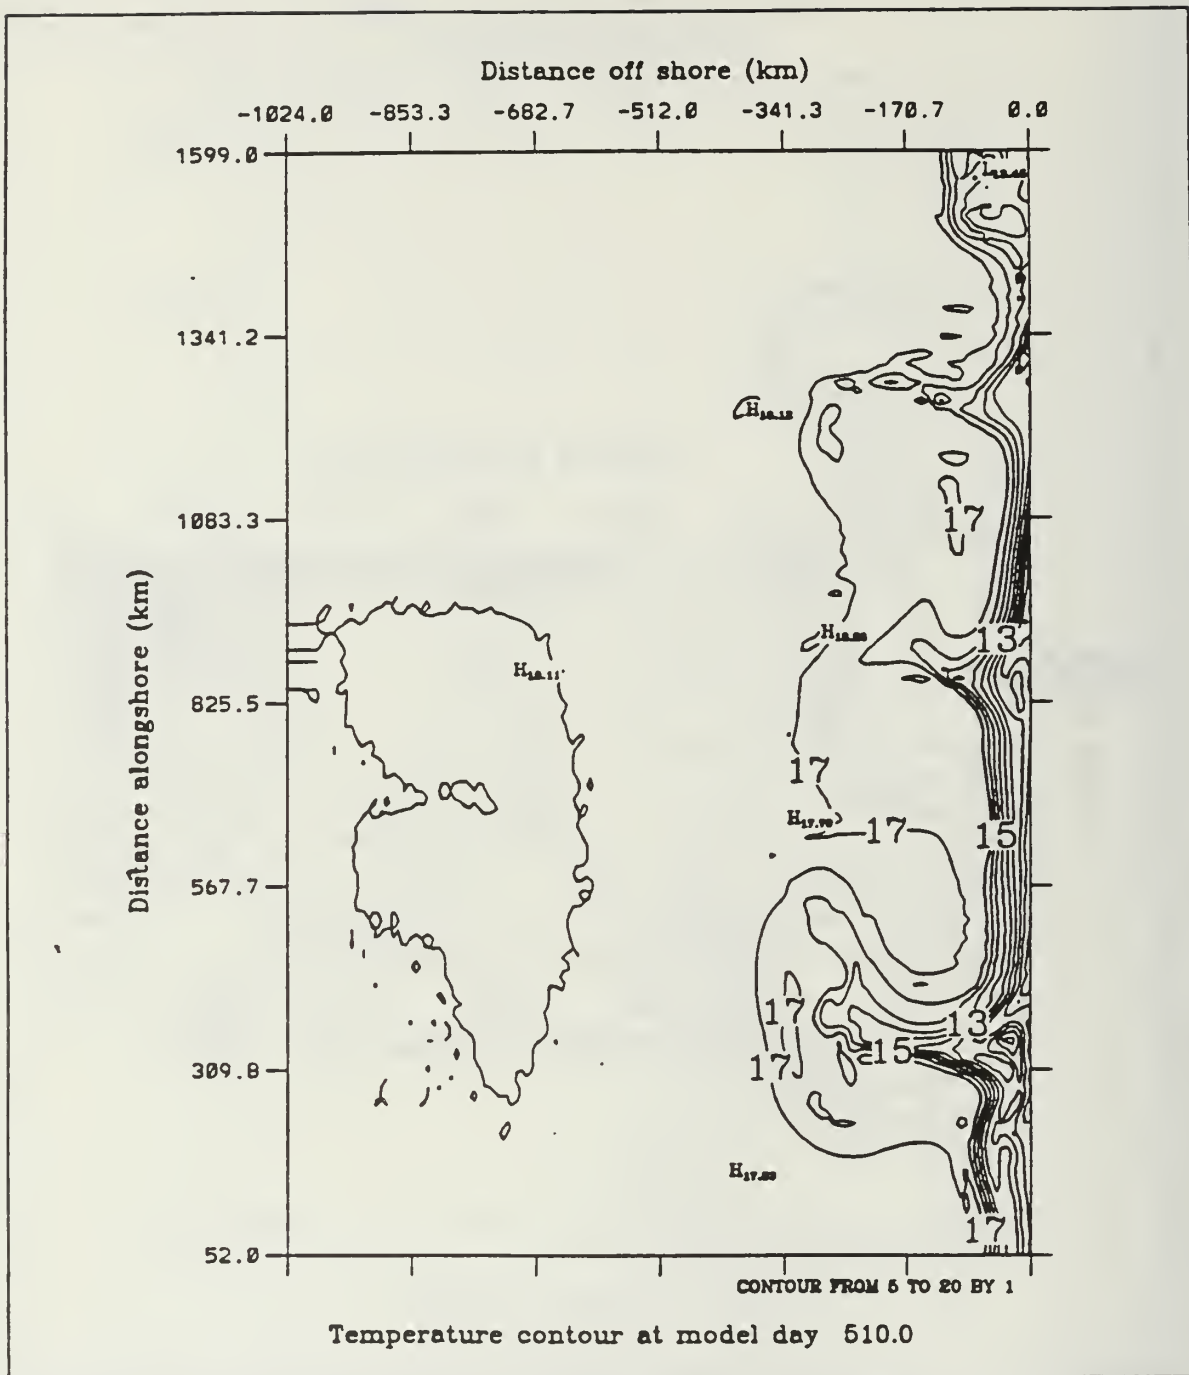 Distance off shore (km)
-1024.0 -853.3 -682.7 -512.0 -341.3 -170.7 0.0
1599.0
1341.2
H
1083.3
17
Distance alongshore (km)
13
H
H
825.5
17
H
17
15
567.7
17
13
15
309.8
17
H
17
52.0
CONTOUR FROM 5 TO 20 BY 1
Temperature contour at model day 510.0